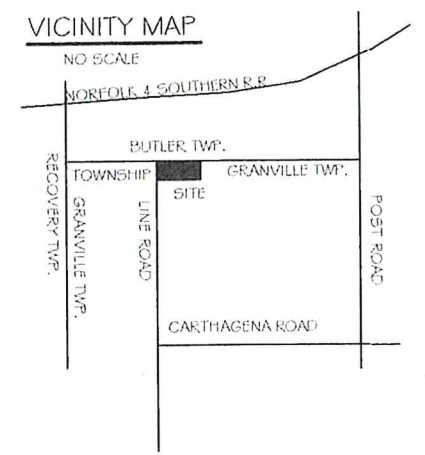 VICINITY MAP
NO SCALE
NORFOLK & SOUTHERN R.R.
BUTLER TWP.
TOWNSHIP
GRANVILLE TWP.
SITE
RECOVERY TWP.
GRANVILLE TWP.
LINE ROAD
POST ROAD
CARTHAGENA ROAD